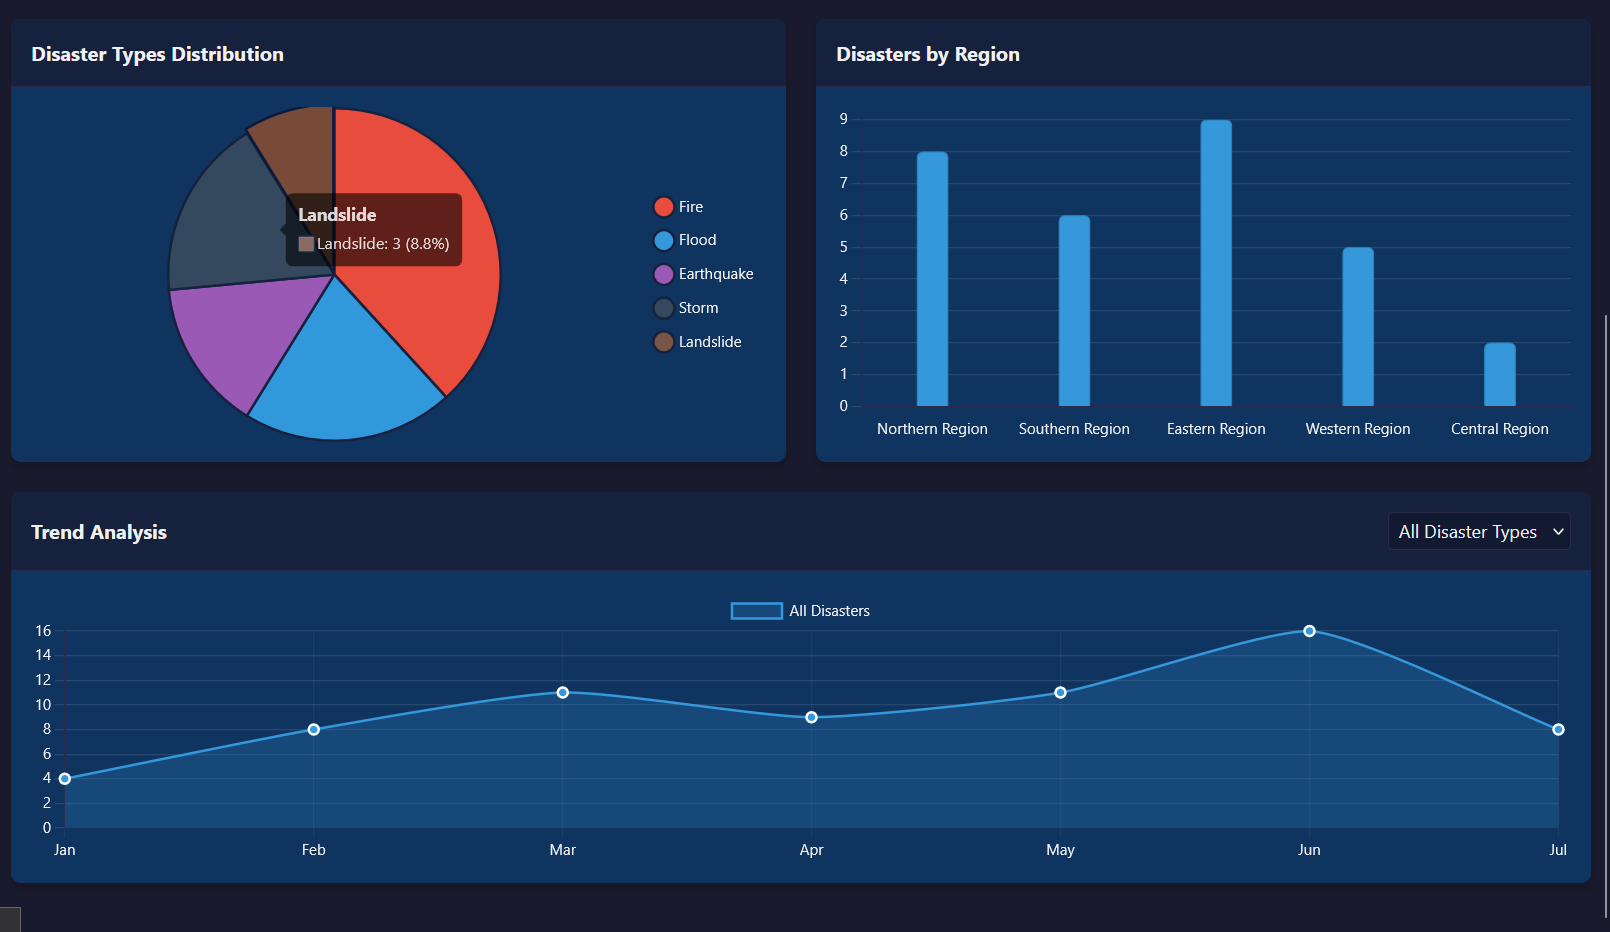 Disaster Types Distribution
Landslide
Landslide: 3 (8.8%)
Fire
Flood
Earthquake
Storm
Landslide
Disasters by Region
9
8
7
6
5
4
3
2
1
0
Northern Region
Southern Region
Eastern Region
Western Region
Central Region
Trend Analysis
All Disaster Types
All Disasters
16
14
12
10
8
6
4
2
0
Jan
Feb
Mar
Apr
May
Jun
Jul